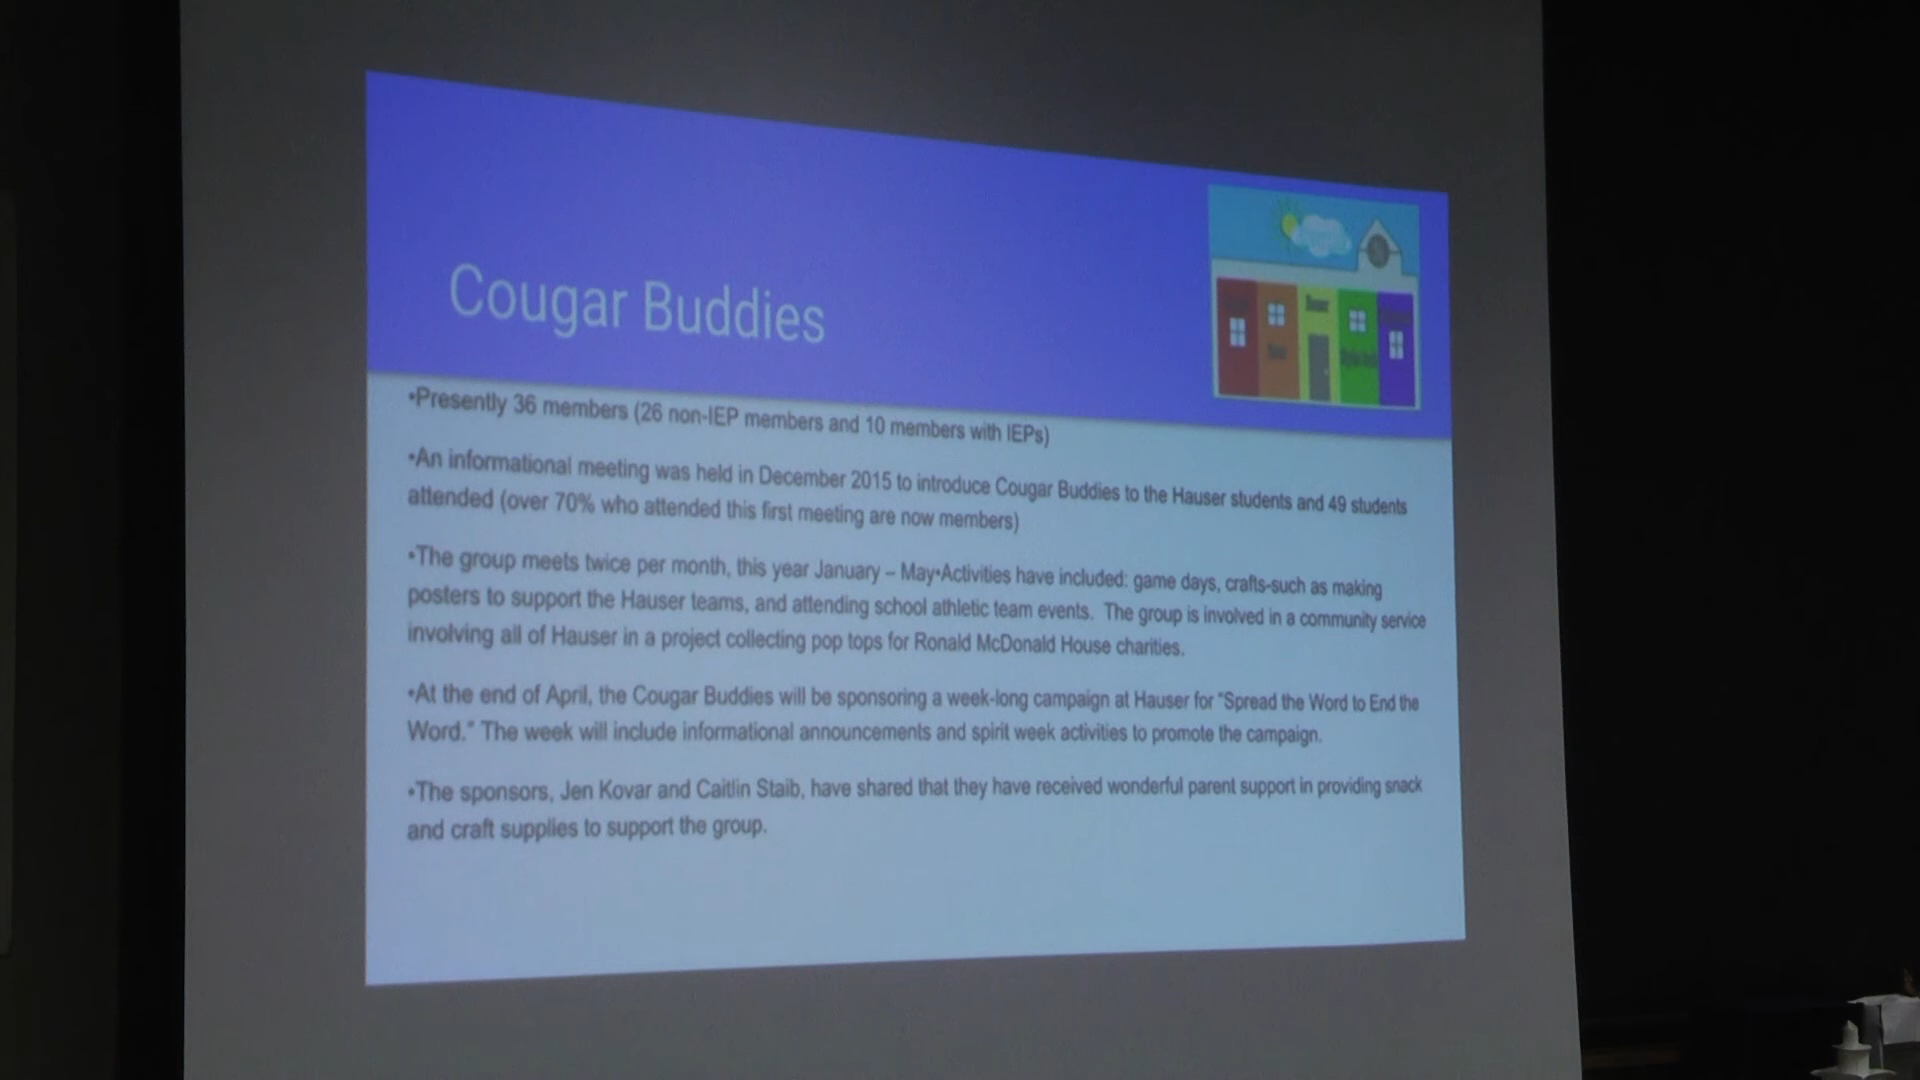 Cougar Buddies
•Presently 36 members (26 non-IEP members and 10 members with IEPs)
•An informational meeting was held in December 2015 to introduce Cougar Buddies to the Hauser students and 49 students
attended (over 70% who attended this first meeting are now members)
•The group meets twice per month, this year January – May•Activities have included: game days, crafts-such as making
posters to support the Hauser teams, and attending school athletic team events.  The group is involved in a community service
involving all of Hauser in a project collecting pop tops for Ronald McDonald House charities.
•At the end of April, the Cougar Buddies will be sponsoring a week-long campaign at Hauser for "Spread the Word to End the
Word." The week will include informational announcements and spirit week activities to promote the campaign.
•The sponsors, Jen Kovar and Caitlin Staib, have shared that they have received wonderful parent support in providing snack
and craft supplies to support the group.